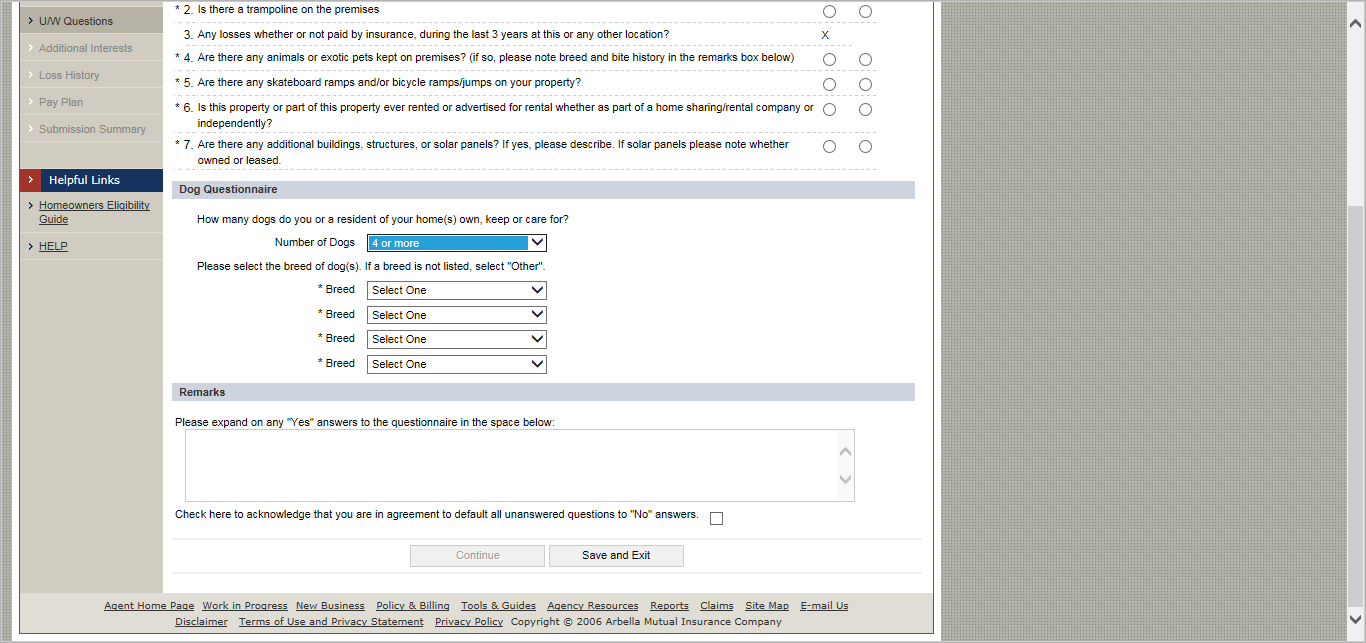 U/W Questions
Additional Interests
Loss History
Pay Plan
Submission Summary
Helpful Links
Homeowners Eligibility
Guide
HELP
* 2. Is there a trampoline on the premises
3. Any losses whether or not paid by insurance, during the last 3 years at this or any other location? X
* 4. Are there any animals or exotic pets kept on premises? (if so, please note breed and bite history in the remarks box below)
* 5. Are there any skateboard ramps and/or bicycle ramps/jumps on your property?
* 6. Is this property or part of this property ever rented or advertised for rental whether as part of a home sharing/rental company or
independently?
* 7. Are there any additional buildings, structures, or solar panels? If yes, please describe. If solar panels please note whether
owned or leased.
Dog Questionnaire
How many dogs do you or a resident of your home(s) own, keep or care for?
Number of Dogs 4 or more
Please select the breed of dog(s). If a breed is not listed, select "Other".
* Breed Select One
* Breed Select One
* Breed Select One
* Breed Select One
Remarks
Please expand on any "Yes" answers to the questionnaire in the space below:
Check here to acknowledge that you are in agreement to default all unanswered questions to "No" answers.
Continue Save and Exit
Agent Home Page Work in Progress New Business Policy & Billing Tools & Guides Agency Resources Reports Claims Site Map E-mail Us
Disclaimer Terms of Use and Privacy Statement Privacy Policy Copyright © 2006 Arbella Mutual Insurance Company